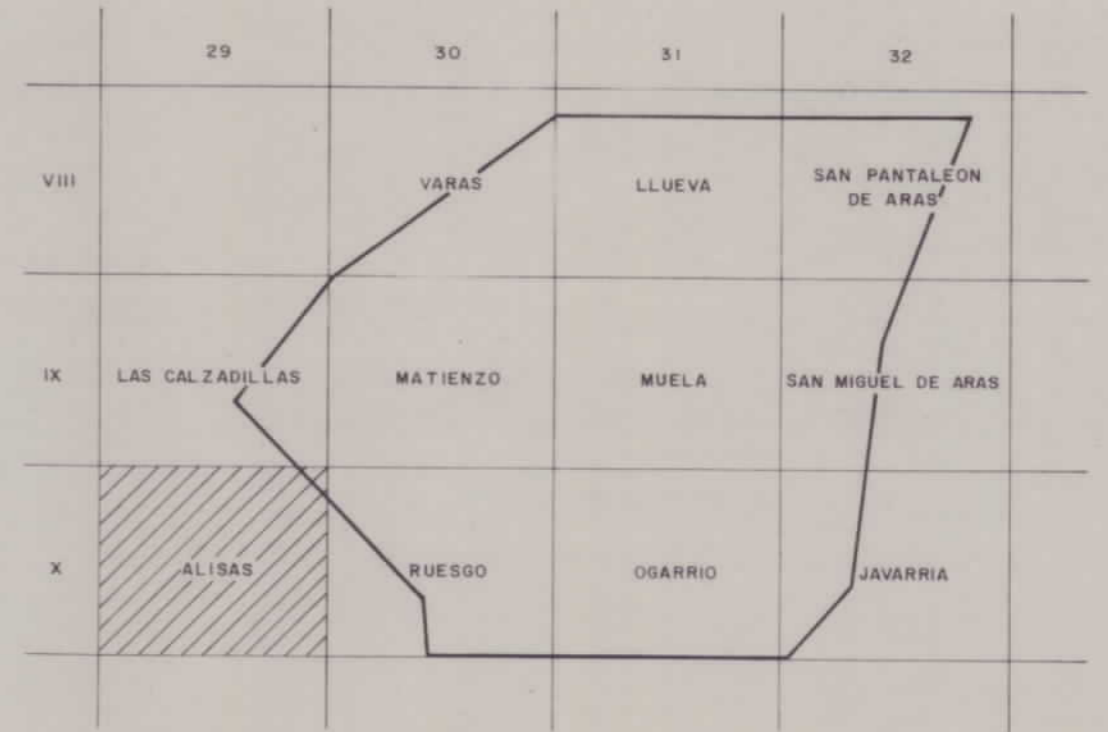 29 30 31 32
VIII VARAS LLUEVA SAN PANTALEON
DE ARAS
IX LAS CALZADILLAS MATIENZO MUELA SAN MIGUEL DE ARAS
X ALISAS RUESGO OGARRIO JAVARRIA